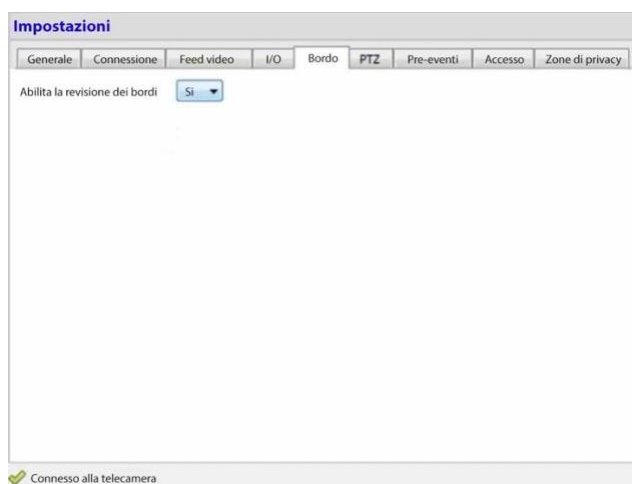 Impostazioni
Generale Connessione Feed video I/O Bordo PTZ Pre-eventi Accesso Zone di privacy
Abilita la revisione dei bordi Si
Connesso alla telecamera